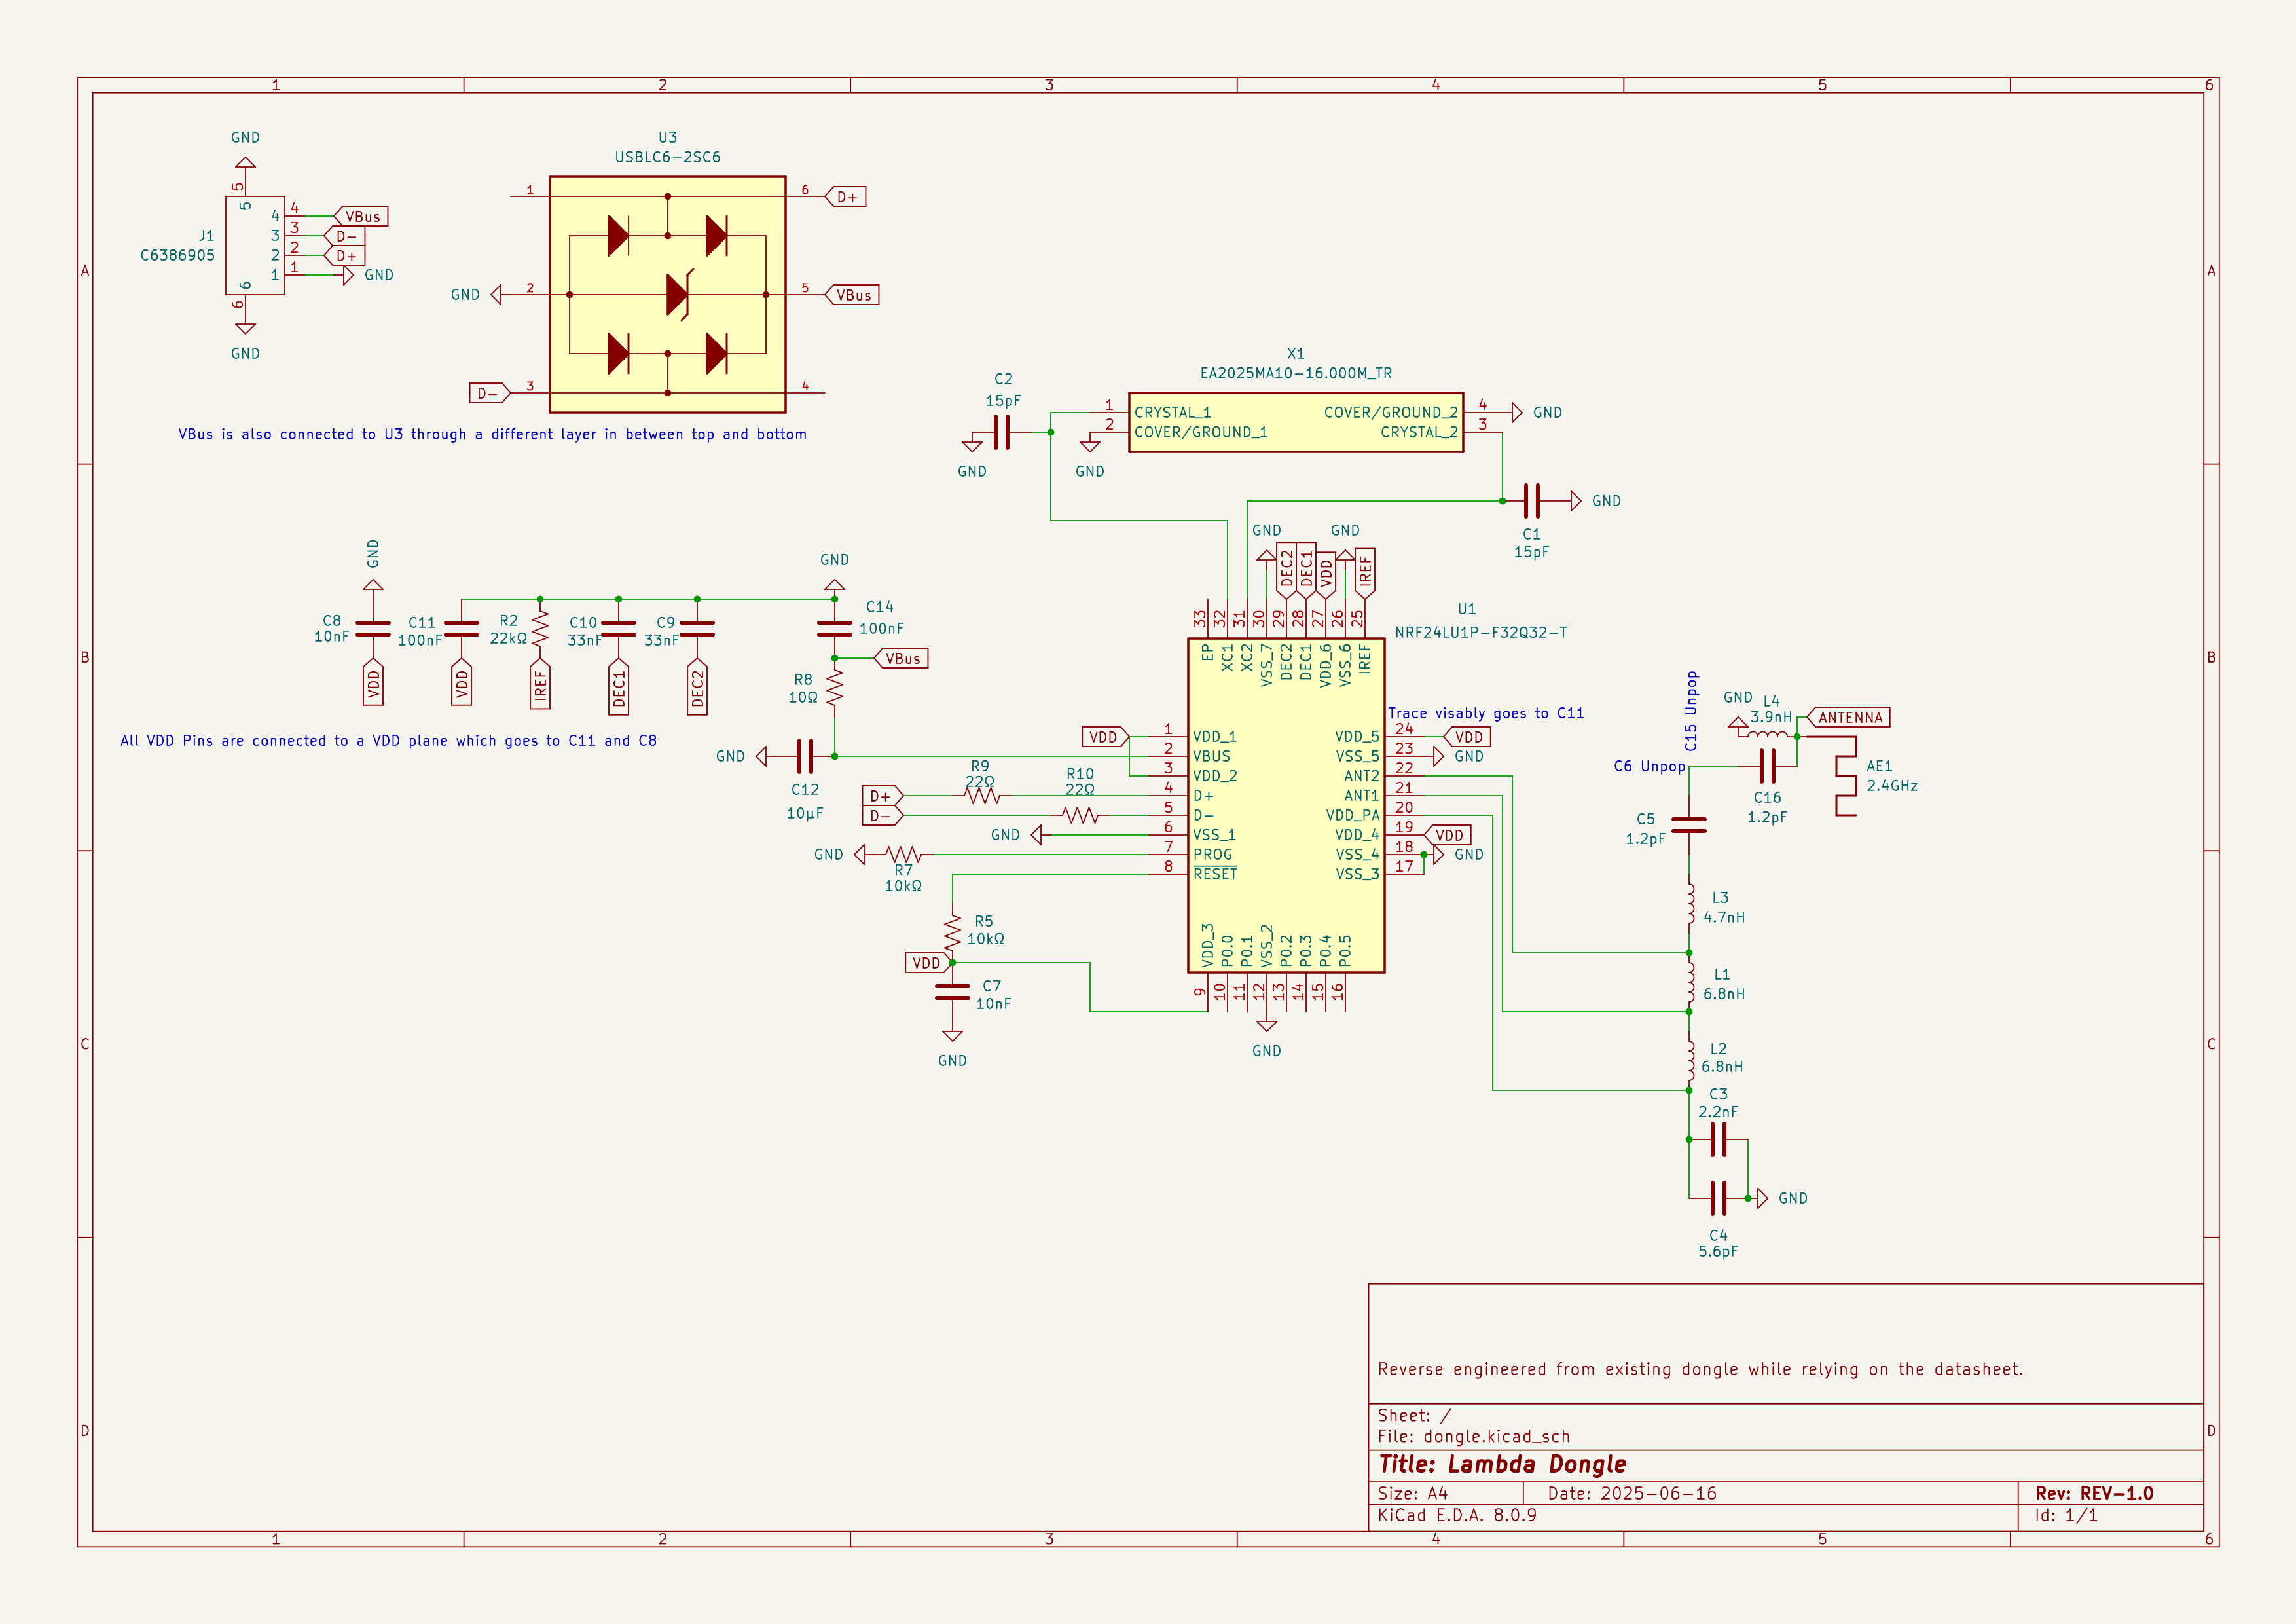 1 2 3 4 5 6
A B C D
GND
5
5
J1
C6386905
4 4 VBus
3 3 D-
2 2 D+
1 1 GND
6
6
GND
U3
USBLC6-2SC6
1
6 D+
GND 2
5 VBus
D- 3
4
VBus is also connected to U3 through a different layer in between top and bottom
X1
EA2025MA10-16.000M_TR
C2
15pF
1 CRYSTAL_1
2 COVER/GROUND_1
COVER/GROUND_2 4 GND
CRYSTAL_2 3
GND
GND
GND
C1
15pF
GND
C8
10nF
VDD
C11
100nF
VDD
R2
22kΩ
IREF
C10
33nF
DEC1
C9
33nF
DEC2
GND
C14
100nF
VBus
R8
10Ω
All VDD Pins are connected to a VDD plane which goes to C11 and C8
GND
C12
10µF
U1
NRF24LU1P-F32Q32-T
33 EP
32 XC1
31 XC2
GND 30 VSS_7
DEC2 29 DEC2
DEC1 28 DEC1
VDD 27 VDD_6
GND 26 VSS_6
IREF 25 IREF
VDD 1 VDD_1
2 VBUS
3 VDD_2
D+ R9 22Ω 4 D+
D- R10 22Ω 5 D-
GND 6 VSS_1
GND 7 PROG
R7
10kΩ
8 RESET
R5
10kΩ
VDD
C7
10nF
GND
9 VDD_3
10 P0.0
11 P0.1
12 VSS_2
13 P0.2
14 P0.3
15 P0.4
16 P0.5
GND
Trace visably goes to C11
VDD_5 24 VDD
VSS_5 23 GND
ANT2 22
ANT1 21
VDD_PA 20
VDD_4 19 VDD
VSS_4 18 GND
VSS_3 17
C15 Unpop
C6 Unpop
GND
L4
3.9nH
ANTENNA
AE1
2.4GHz
C16
1.2pF
C5
1.2pF
L3
4.7nH
L1
6.8nH
L2
6.8nH
C3
2.2nF
GND
C4
5.6pF
Reverse engineered from existing dongle while relying on the datasheet.
Sheet: /
File: dongle.kicad_sch
Title: Lambda Dongle
Size: A4
Date: 2025-06-16
Rev: REV-1.0
KiCad E.D.A. 8.0.9
Id: 1/1
A B C D
1 2 3 4 5 6